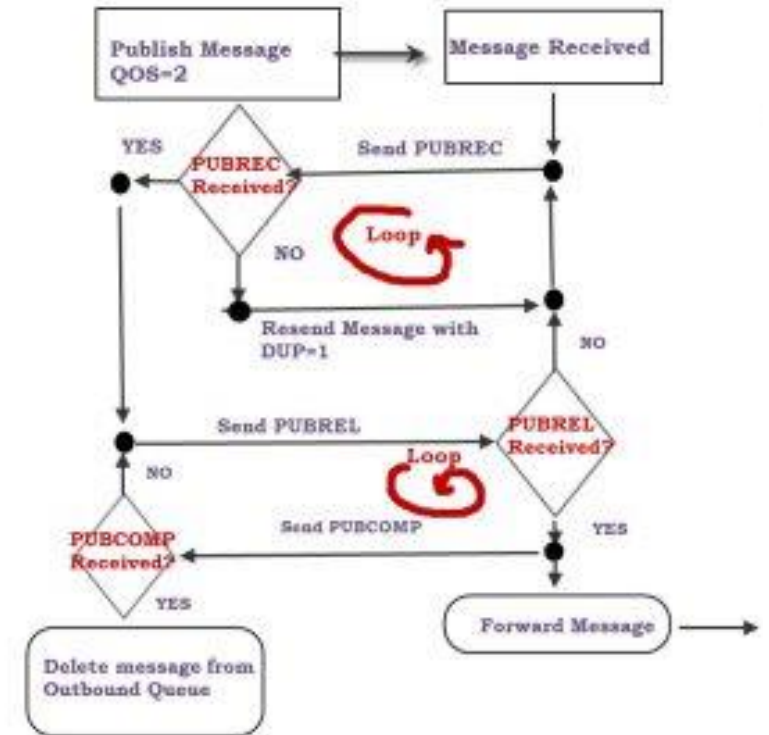 Publish Message
QOS=2
Message Received
YES
PUBREC
Received?
Send PUBREC
Loop
NO
Resend Message with
DUP=1
NO
Send PUBREL
PUBREL
Received?
Loop
NO
Send PUBCOMP
YES
PUBCOMP
Received?
YES
Forward Message
Delete message from
Outbound Queue